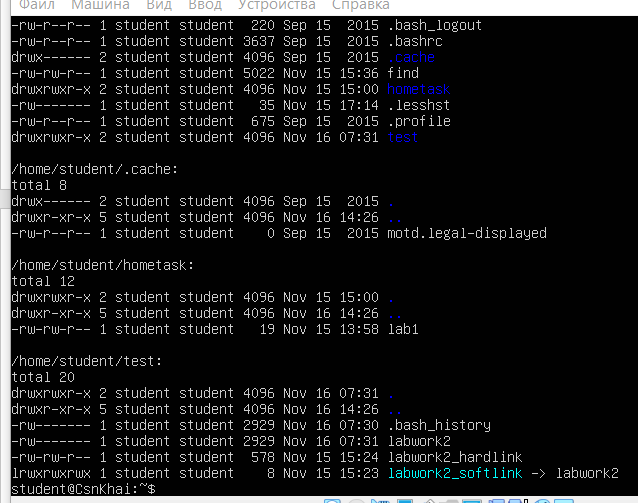 Файл Машина Вид Ввод Устройства Справка
-rw-r--r-- 1 student student  220 Sep 15  2015 .bash_logout
-rw-r--r-- 1 student student 3637 Sep 15  2015 .bashrc
drwx------ 2 student student 4096 Sep 15  2015 .cache
-rw-rw-r-- 1 student student 5022 Nov 15 15:36 find
drwxrwxr-x 2 student student 4096 Nov 15 15:00 hometask
-rw------- 1 student student   35 Nov 15 17:14 .lesshst
-rw-r--r-- 1 student student  675 Sep 15  2015 .profile
drwxrwxr-x 2 student student 4096 Nov 16 07:31 test

/home/student/.cache:
total 8
drwx------ 2 student student 4096 Sep 15  2015 .
drwxr-xr-x 5 student student 4096 Nov 16 14:26 ..
-rw-r--r-- 1 student student    0 Sep 15  2015 motd.legal-displayed

/home/student/hometask:
total 12
drwxrwxr-x 2 student student 4096 Nov 15 15:00 .
drwxr-xr-x 5 student student 4096 Nov 16 14:26 ..
-rw-rw-r-- 1 student student   19 Nov 15 13:58 lab1

/home/student/test:
total 20
drwxrwxr-x 2 student student 4096 Nov 16 07:31 .
drwxr-xr-x 5 student student 4096 Nov 16 14:26 ..
-rw------- 1 student student 2929 Nov 16 07:30 .bash_history
-rw------- 1 student student 2929 Nov 16 07:31 labwork2
-rw-rw-r-- 1 student student  578 Nov 15 15:24 labwork2_hardlink
lrwxrwxrwx 1 student student    8 Nov 15 15:23 labwork2_softlink -> labwork2
student@CsnKhai:~$